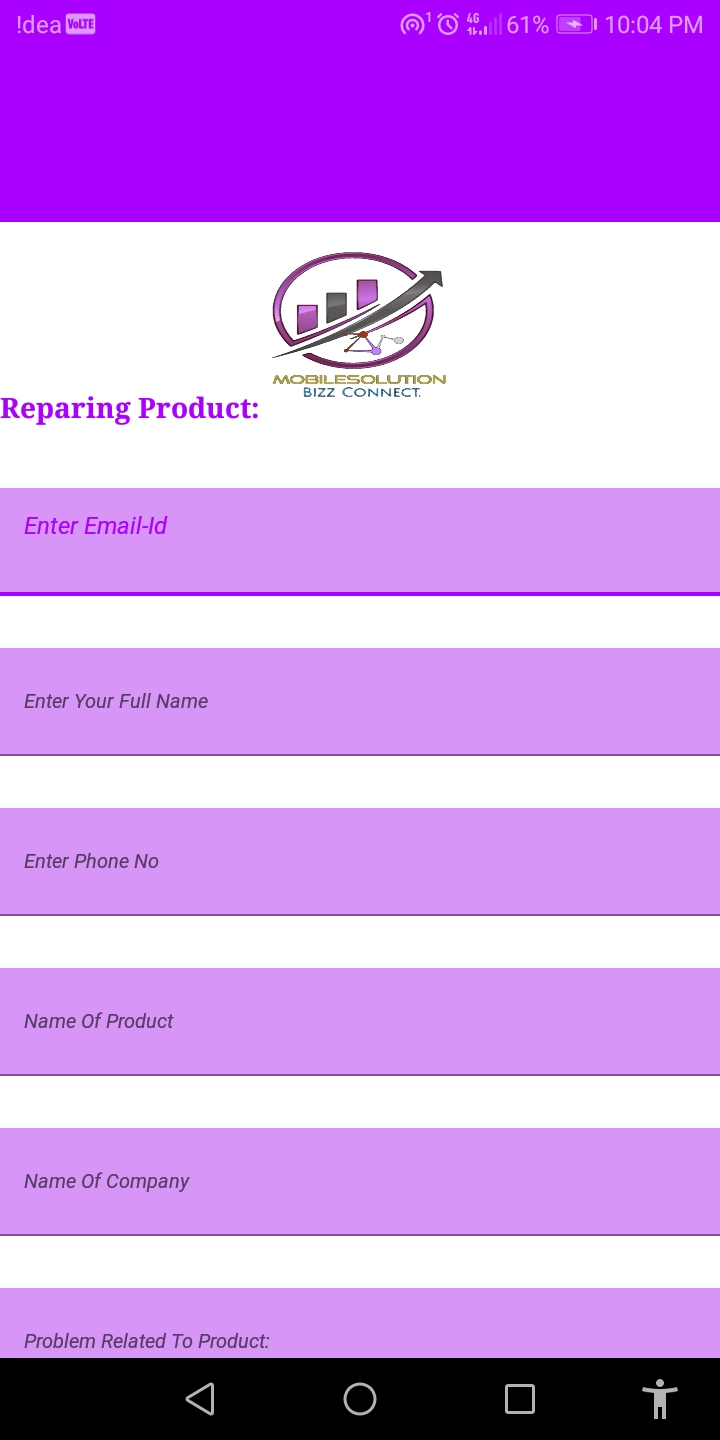 !dea VoLTE 1 4G 61% 10:04 PM
MOBILESOLUTION
BIZZ CONNECT.
Reparing Product:
Enter Email-Id
Enter Your Full Name
Enter Phone No
Name Of Product
Name Of Company
Problem Related To Product: